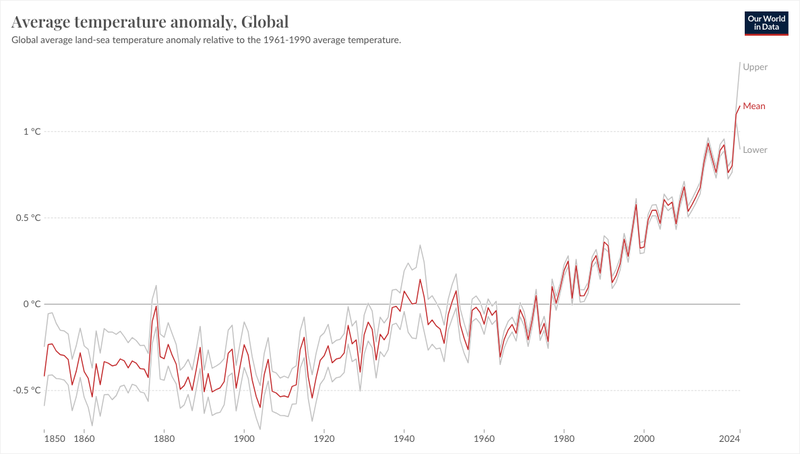 Average temperature anomaly, Global
Global average land-sea temperature anomaly relative to the 1961-1990 average temperature.
Our World
in Data
Upper
Mean
Lower
1 °C
0.5 °C
0 °C
-0.5 °C
1850 1860 1880 1900 1920 1940 1960 1980 2000 2024